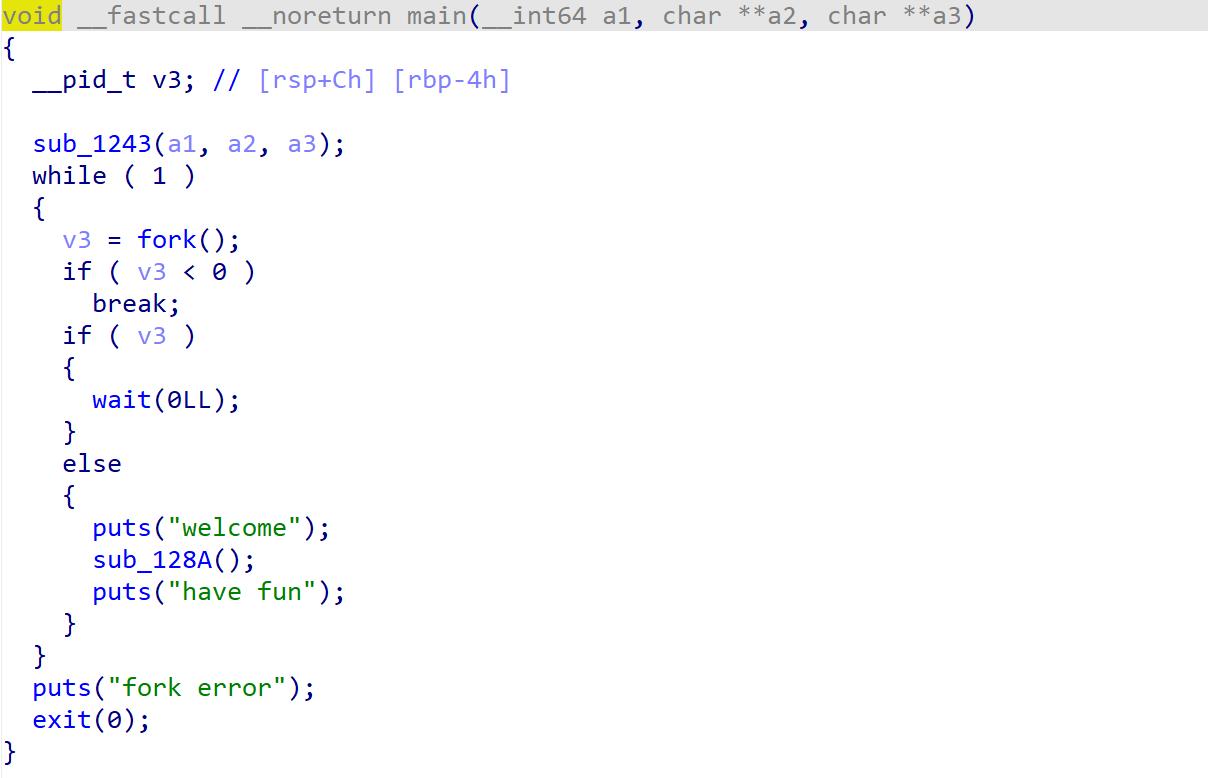 void __fastcall __noreturn main(__int64 a1, char **a2, char **a3)
{
  __pid_t v3; // [rsp+Ch] [rbp-4h]

  sub_1243(a1, a2, a3);
  while ( 1 )
  {
    v3 = fork();
    if ( v3 < 0 )
      break;
    if ( v3 )
    {
      wait(0LL);
    }
    else
    {
      puts("welcome");
      sub_128A();
      puts("have fun");
    }
  }
  puts("fork error");
  exit(0);
}